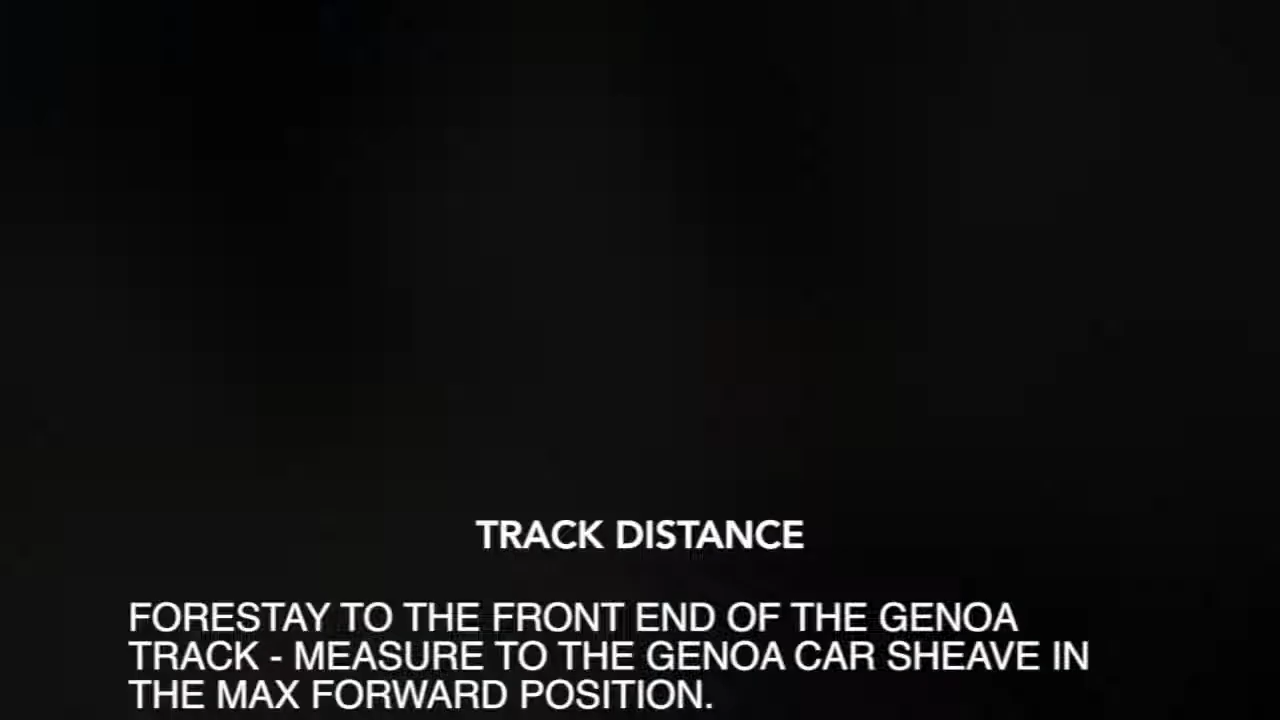 TRACK DISTANCE
FORESTAY TO THE FRONT END OF THE GENOA
TRACK - MEASURE TO THE GENOA CAR SHEAVE IN
THE MAX FORWARD POSITION.